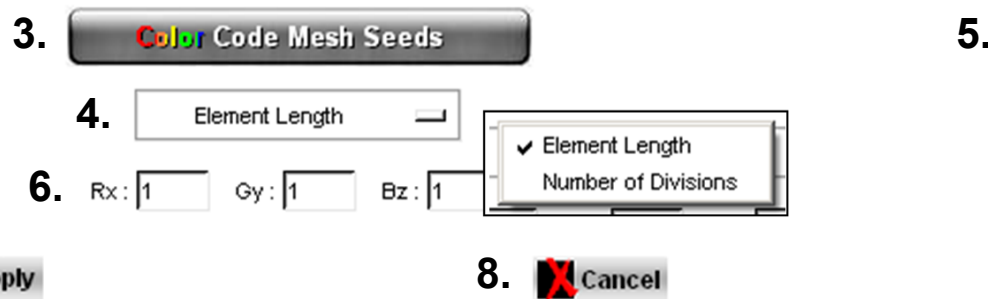 3. Color Code Mesh Seeds
5.
4. Element Length
Element Length
Number of Divisions
6. Rx : 1 Gy : 1 Bz : 1
ply
8. Cancel